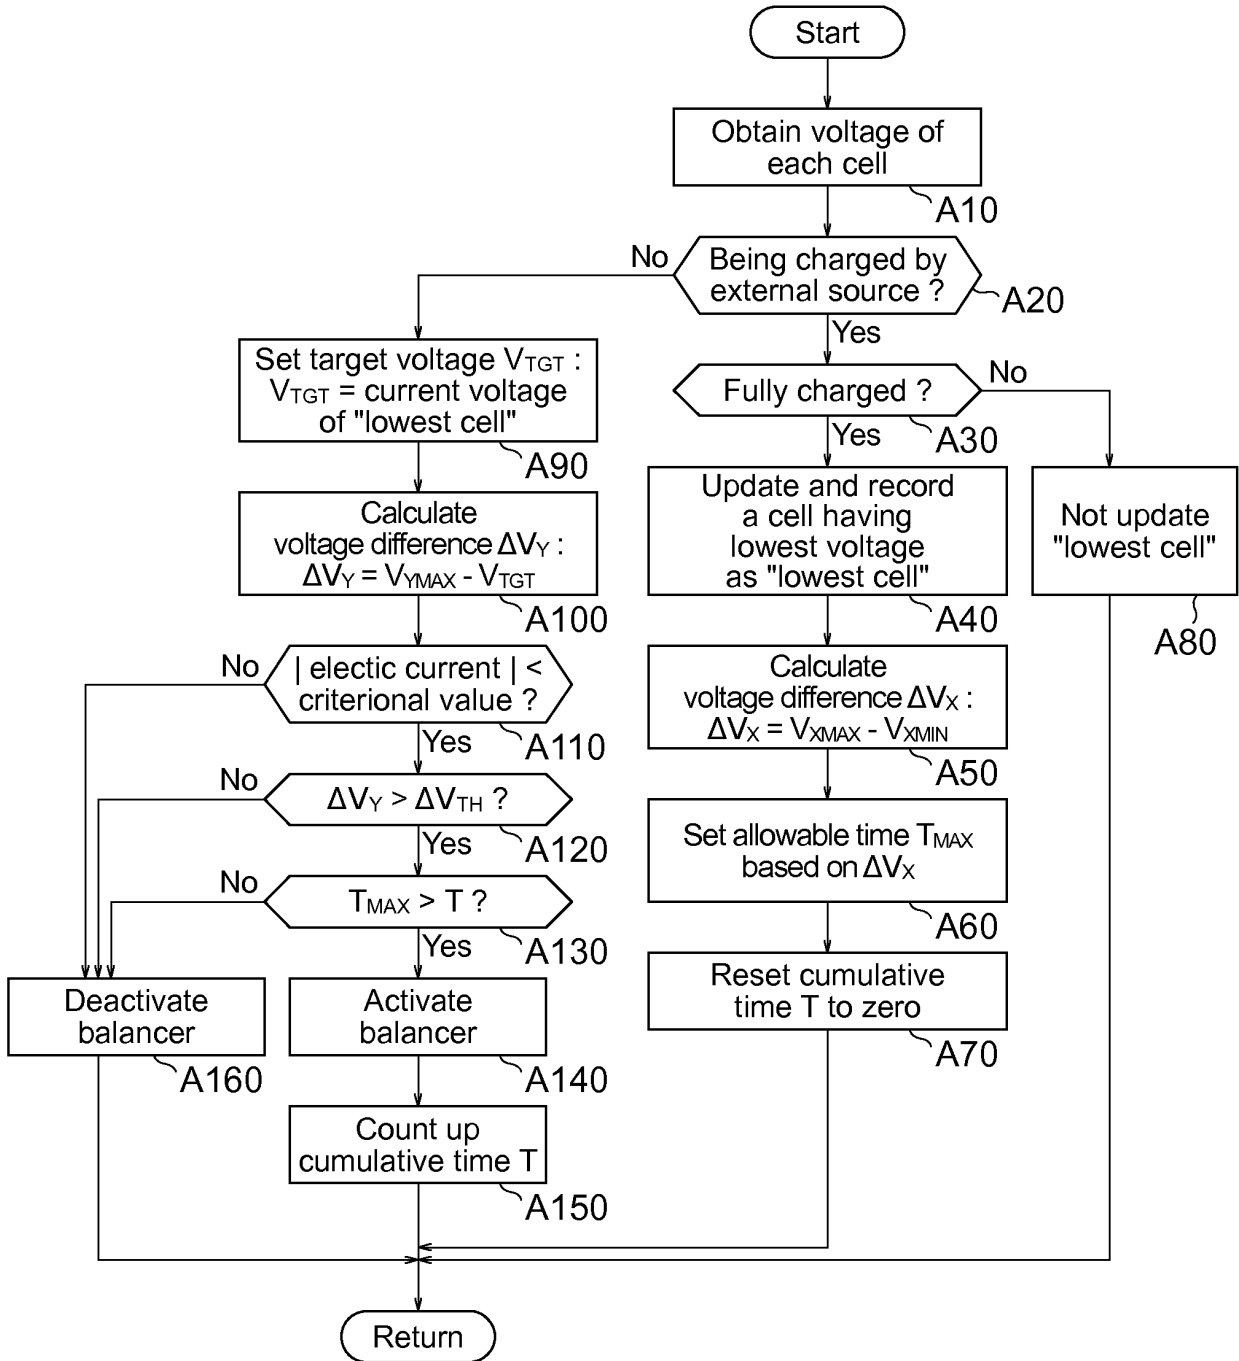 Start
Obtain voltage of
each cell
A10
Being charged by
external source ?
A20
No
Yes
Set target voltage VTGT :
VTGT = current voltage
of "lowest cell"
A90
Fully charged ?
A30
No
Yes
Calculate
voltage difference ΔVY :
ΔVY = VYMAX - VTGT
A100
Update and record
a cell having
lowest voltage
as "lowest cell"
A40
Not update
"lowest cell"
A80
| electic current | <
criterional value ?
A110
No
Yes
Calculate
voltage difference ΔVX :
ΔVX = VXMAX - VXMIN
A50
ΔVY > ΔVTH ?
A120
No
Yes
Set allowable time TMAX
based on ΔVX
A60
TMAX > T ?
A130
No
Yes
Reset cumulative
time T to zero
A70
Deactivate
balancer
A160
Activate
balancer
A140
Count up
cumulative time T
A150
Return